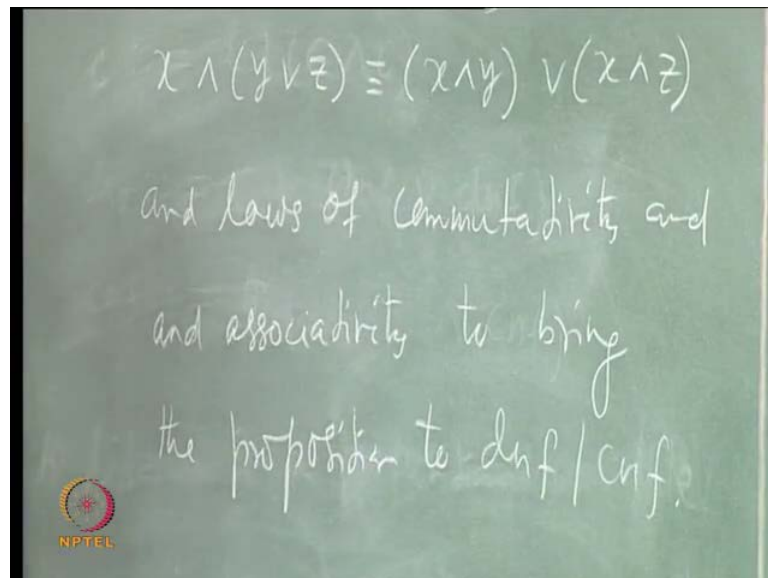 x ∧ (y ∨ z) ≡ (x ∧ y) ∨ (x ∧ z)
and laws of commutativity and
and associativity to bring
the proposition to dnf / cnf.
NPTEL